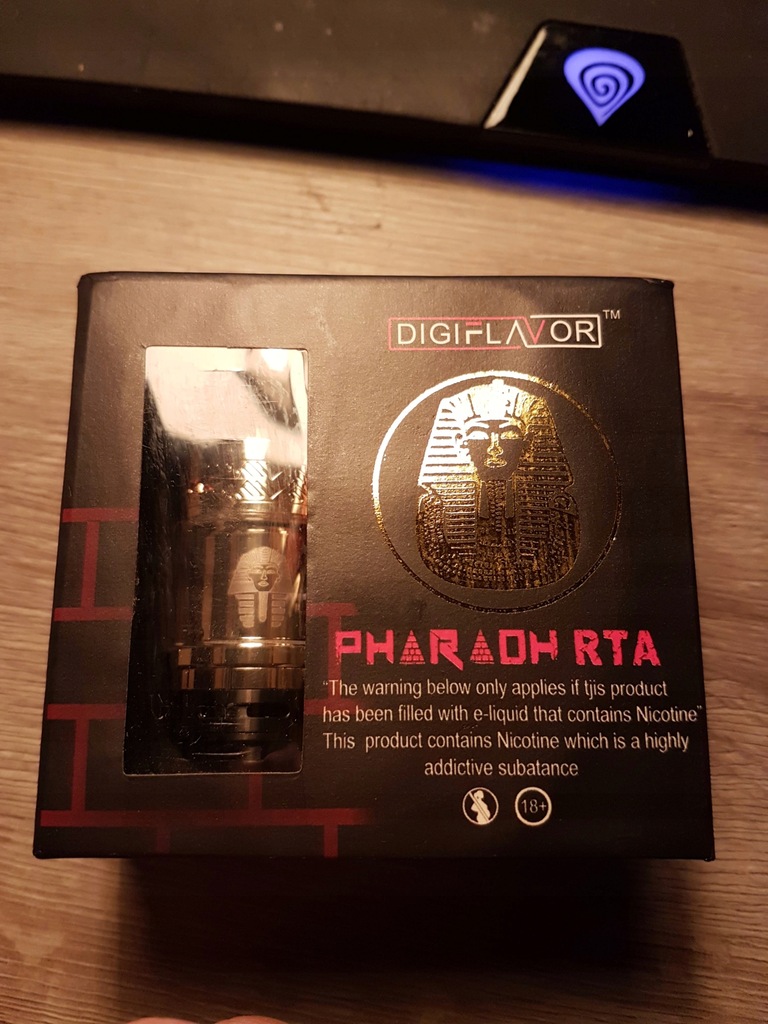 DIGIFLAVOR™
PHARAOH RTA
"The warning below only applies if tjis product
has been filled with e-liquid that contains Nicotine"
This product contains Nicotine which is a highly
addictive subatance
18+